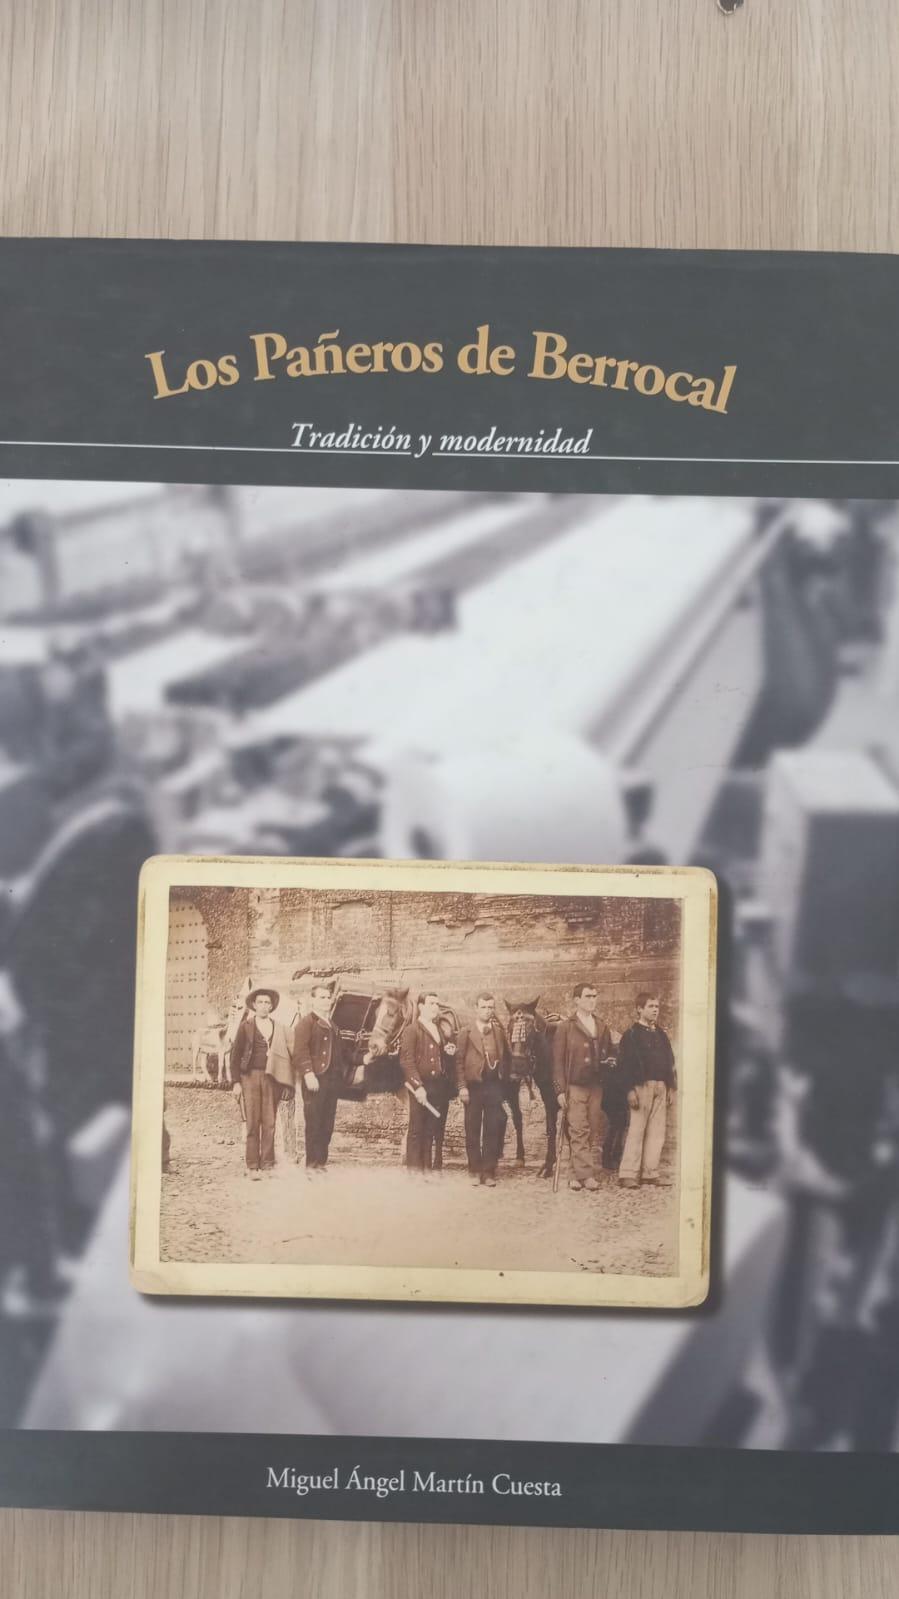 Los Pañeros de Berrocal
Tradición y modernidad
Miguel Ángel Martín Cuesta